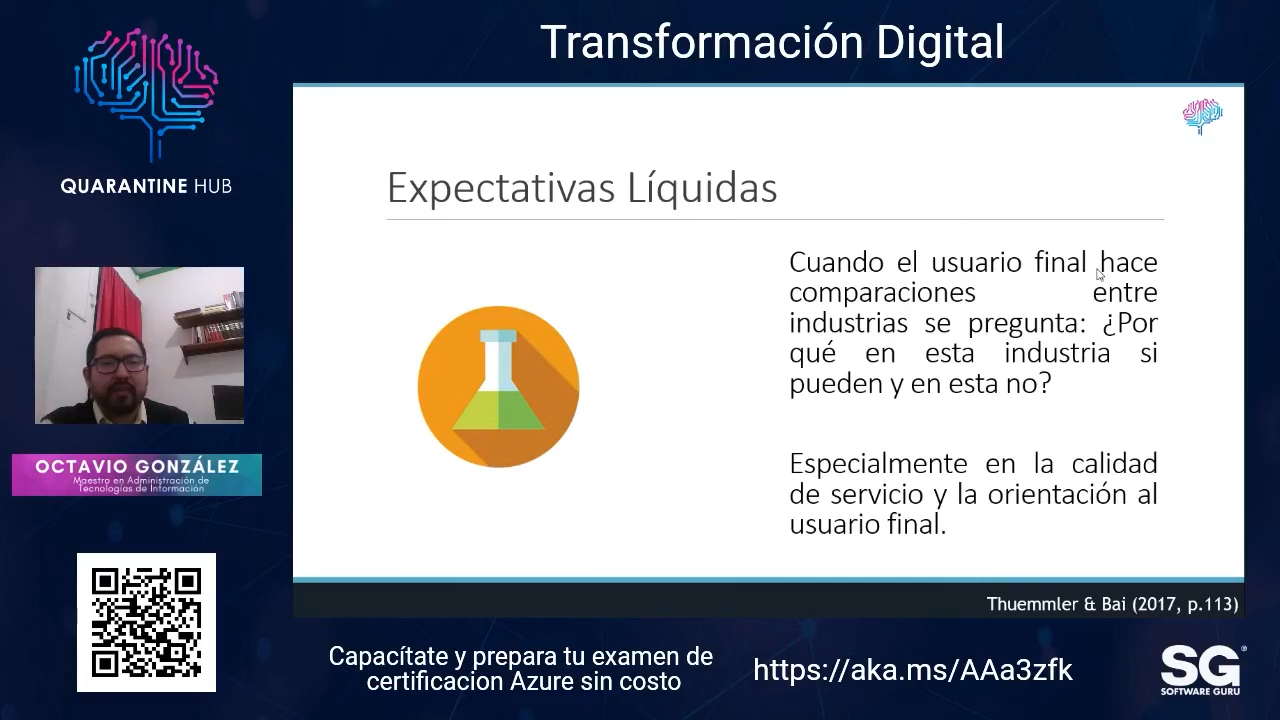 Transformación Digital
QUARANTINE HUB
Expectativas Líquidas
Cuando el usuario final hace
comparaciones entre
industrias se pregunta: ¿Por
qué en esta industria si
pueden y en esta no?
Especialmente en la calidad
de servicio y la orientación al
usuario final.
OCTAVIO GONZÁLEZ
Maestro en Administración de
Tecnologías de Información
Thuemmler & Bai (2017, p.113)
Capacítate y prepara tu examen de
certificacion Azure sin costo
https://aka.ms/AAa3zfk
SG
SOFTWARE GURU